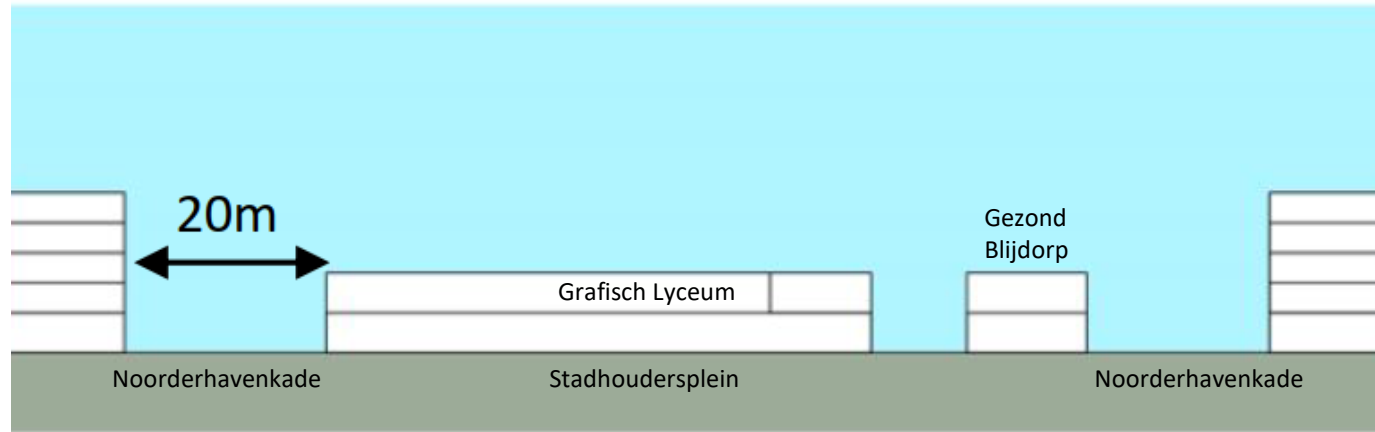 20m
Gezond
Blijdorp
Grafisch Lyceum
Noorderhavenkade
Stadhoudersplein
Noorderhavenkade